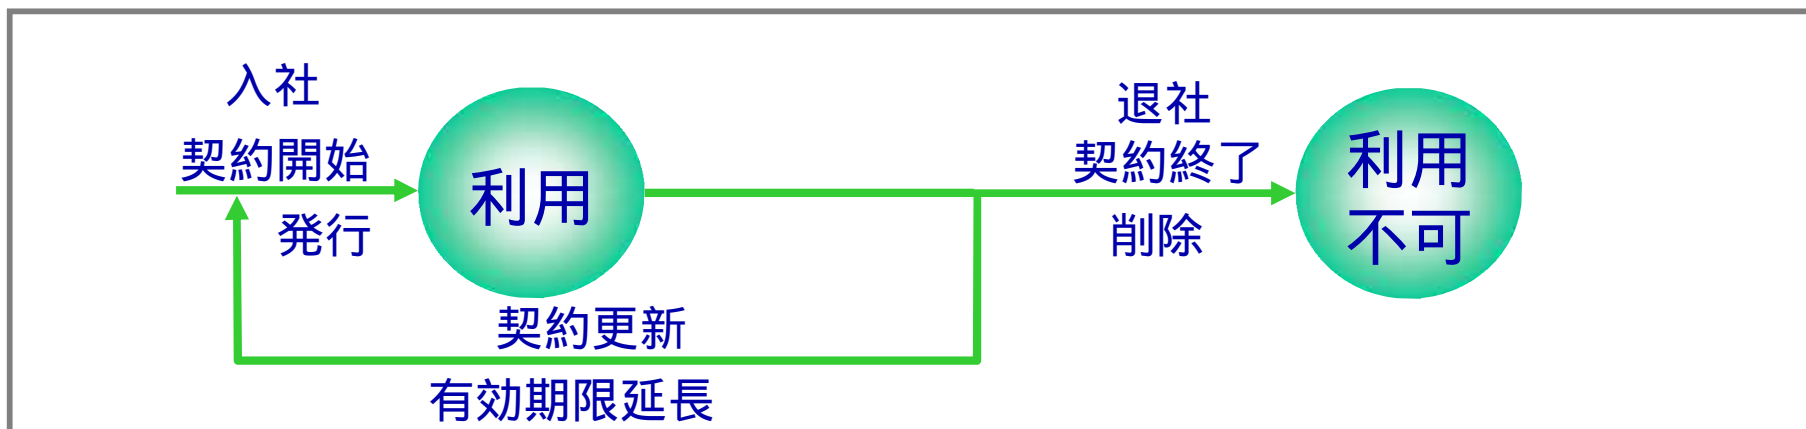 入社
契約開始
発行
利用
契約更新
有効期限延長
退社
契約終了
削除
利用
不可